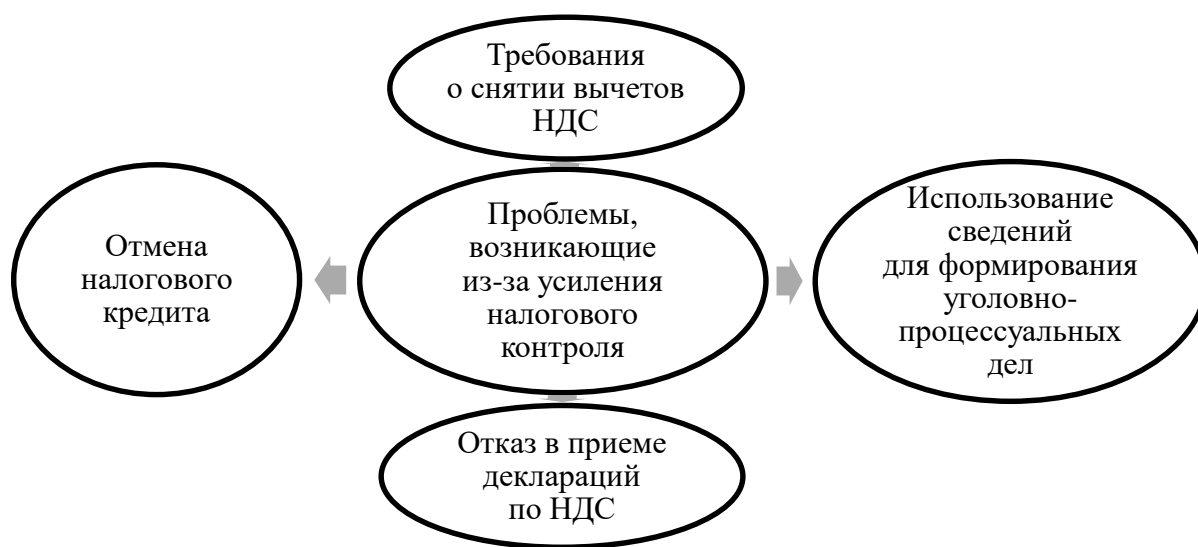 Требования
о снятии вычетов
НДС
Отмена
налогового
кредита
Проблемы,
возникающие
из-за усиления
налогового
контроля
Использование
сведений
для формирования
уголовно-
процессуальных
дел
Отказ в приеме
деклараций
по НДС